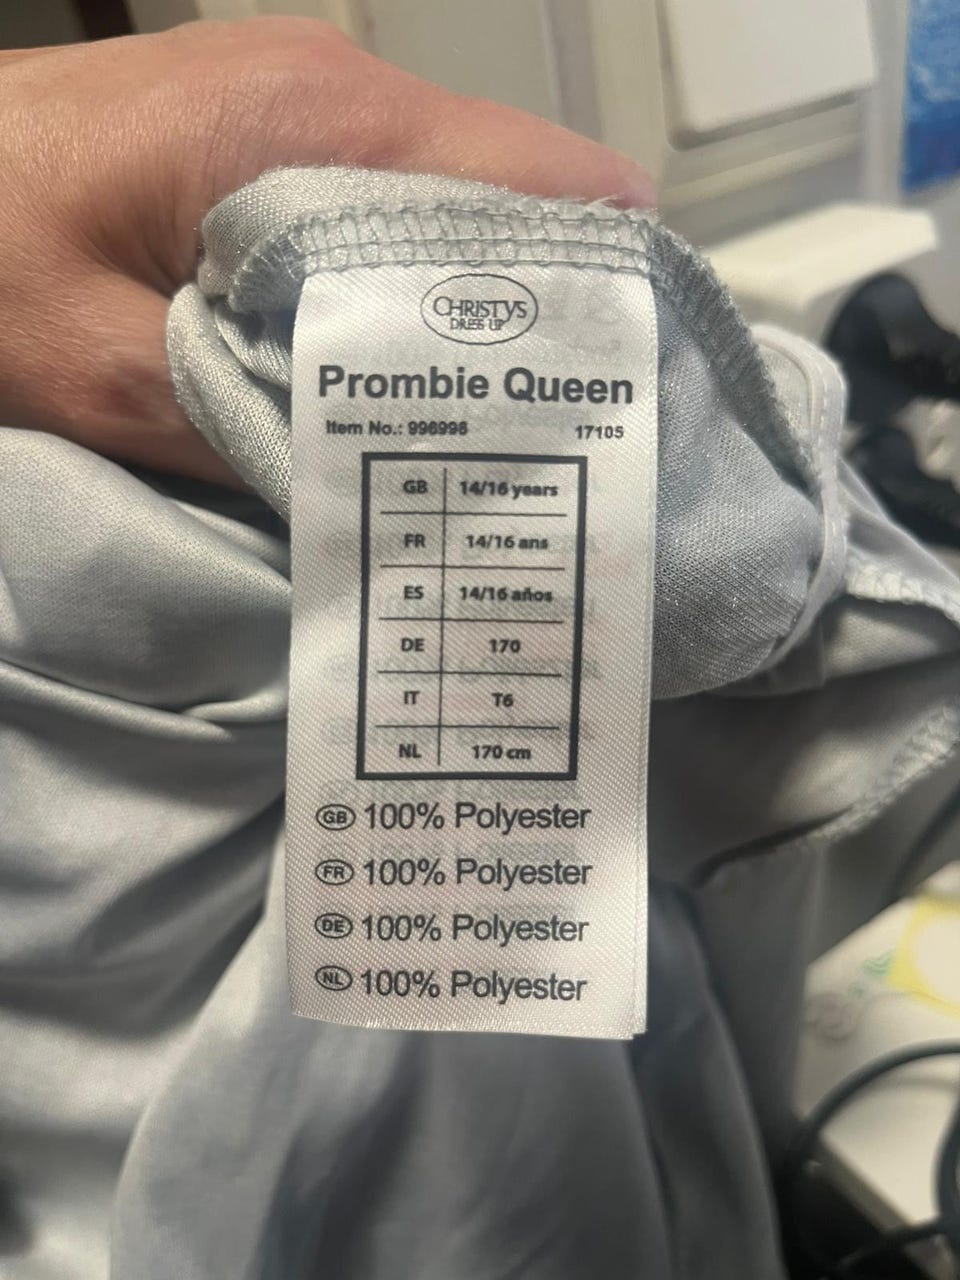 CHRISTYS
DRESS UP
Prombie Queen
Item No.: 996998 17105
GB 14/16 years
FR 14/16 ans
ES 14/16 años
DE 170
IT T6
NL 170 cm
GB 100% Polyester
FR 100% Polyester
DE 100% Polyester
NL 100% Polyester